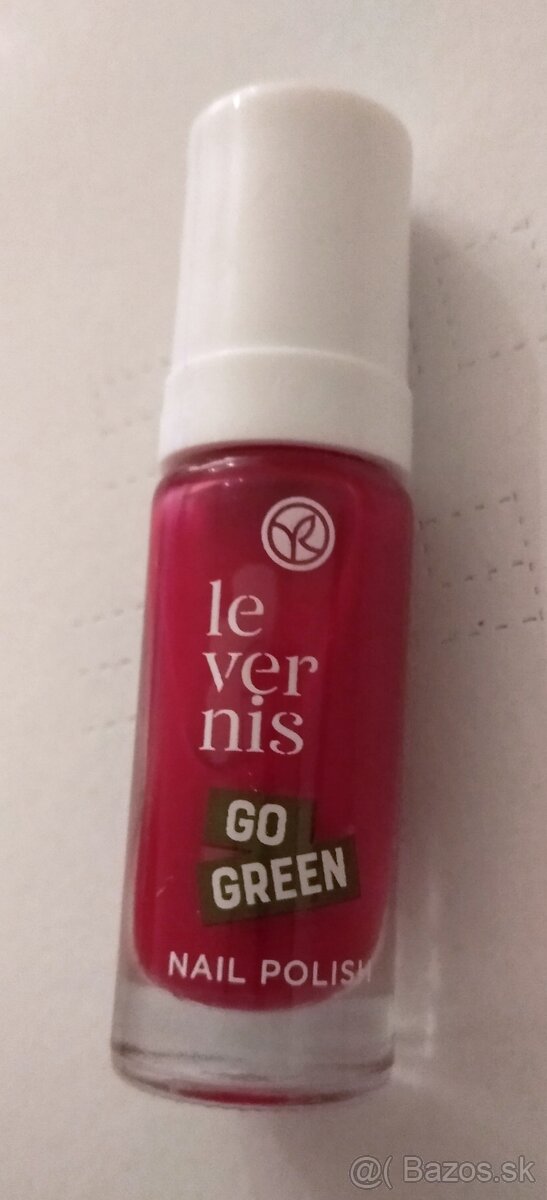 le
ver
nis
GO
GREEN
NAIL POLISH
@( Bazos.sk